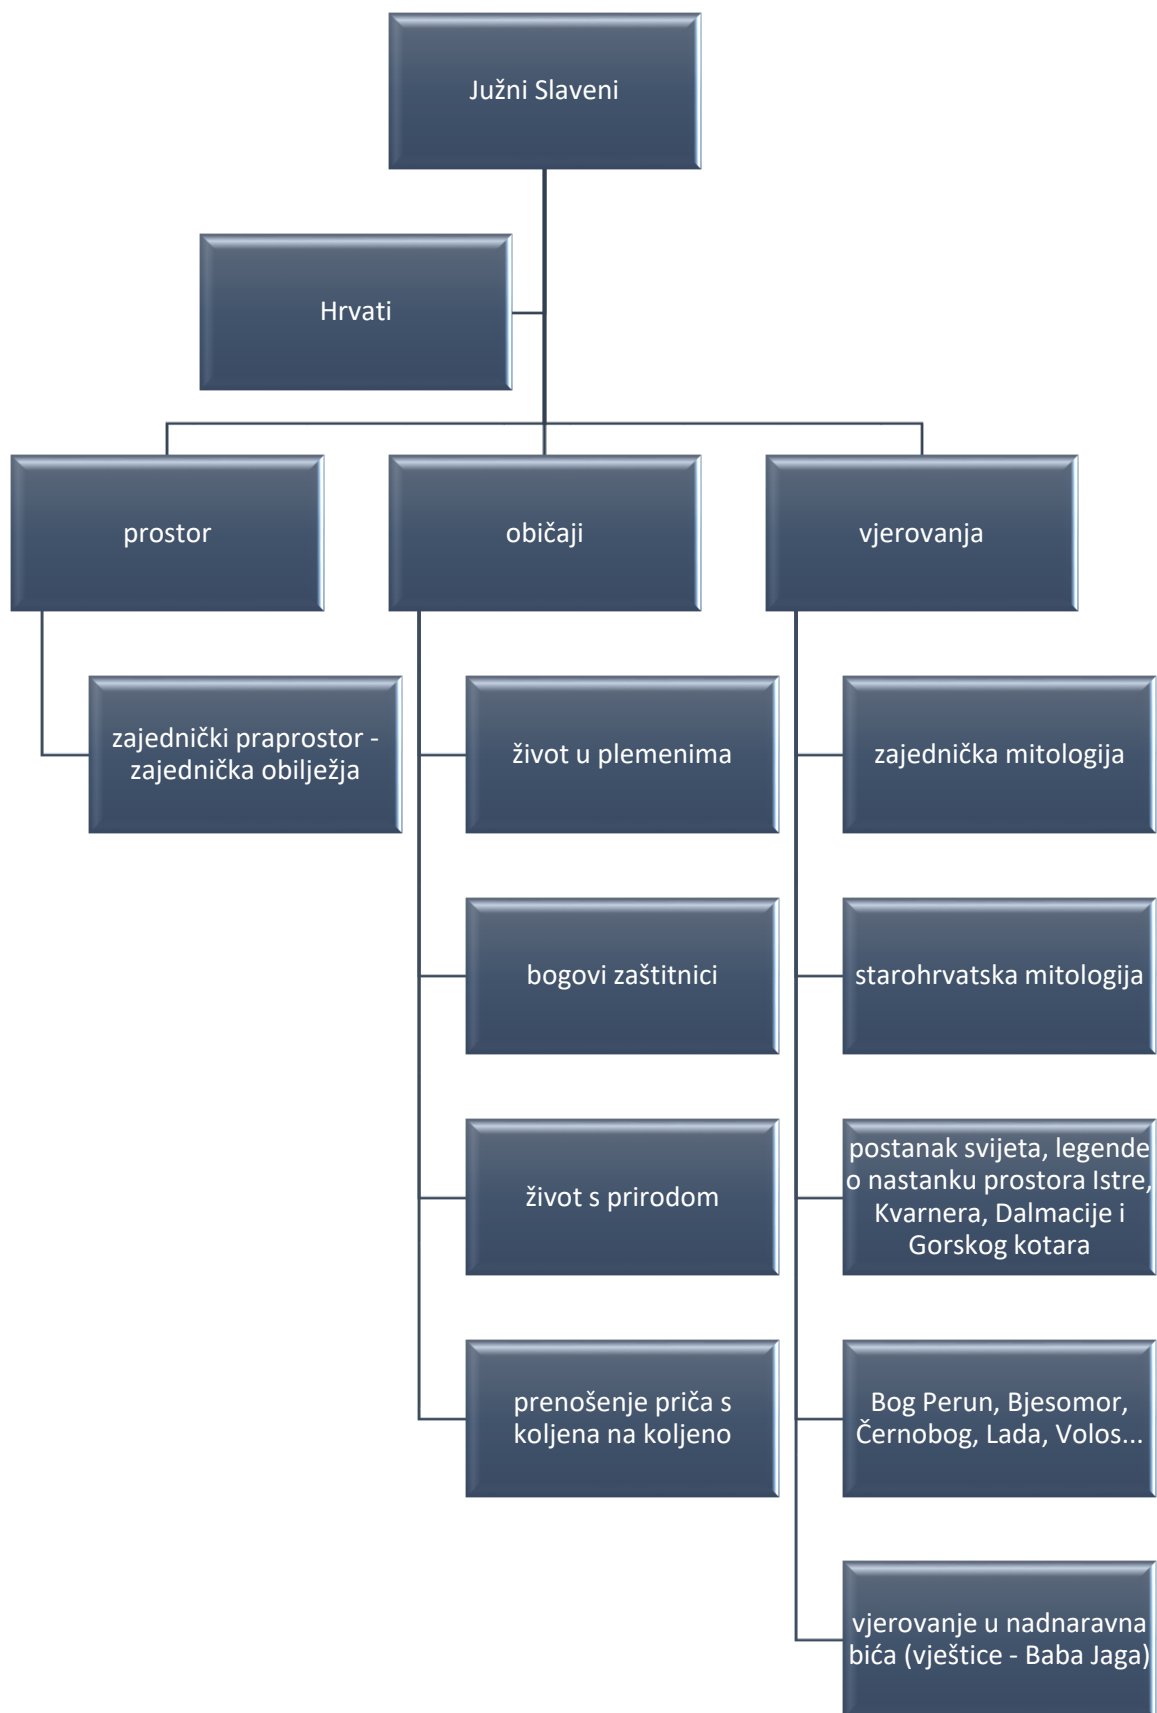 Južni Slaveni
Hrvati
prostor
običaji
vjerovanja
zajednički praprostor -
zajednička obilježja
život u plemenima
zajednička mitologija
bogovi zaštitnici
starohrvatska mitologija
život s prirodom
postanak svijeta, legende
o nastanku prostora Istre,
Kvarnera, Dalmacije i
Gorskog kotara
prenošenje priča s
koljena na koljeno
Bog Perun, Bjesomor,
Černobog, Lada, Volos...
vjerovanje u nadnaravna
bića (vještice - Baba Jaga)